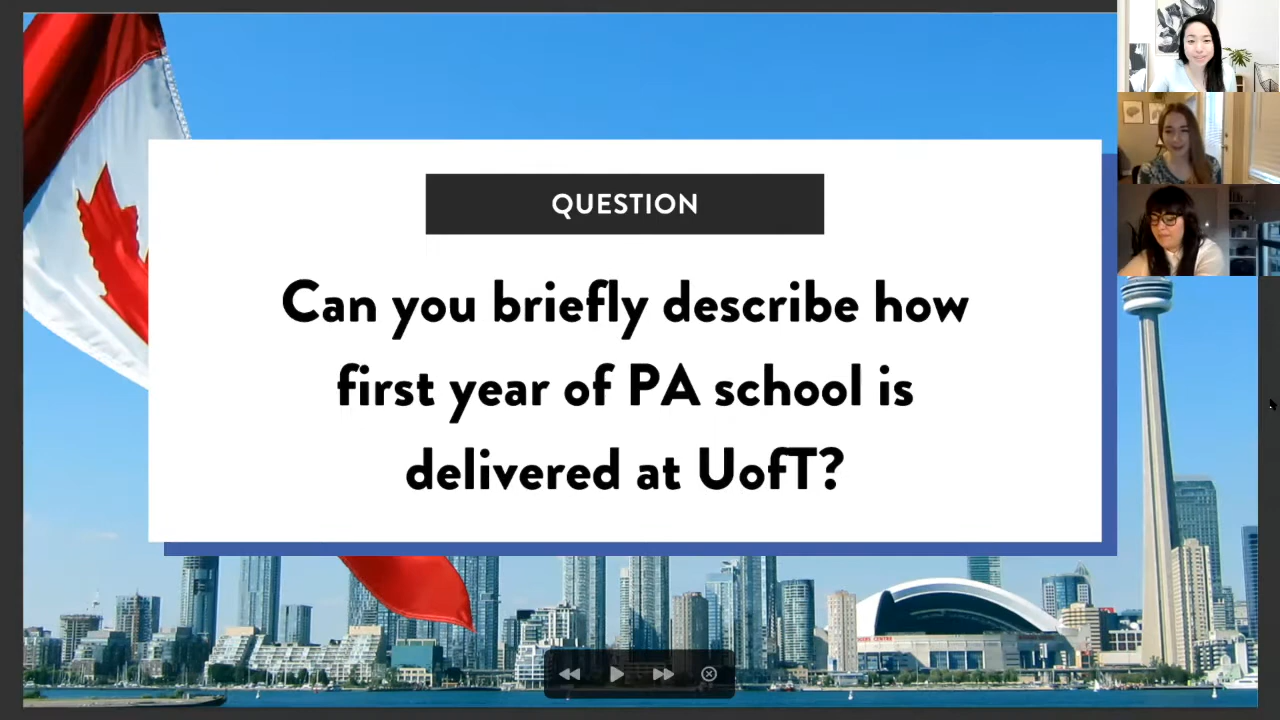 QUESTION
Can you briefly describe how
first year of PA school is
delivered at UofT?